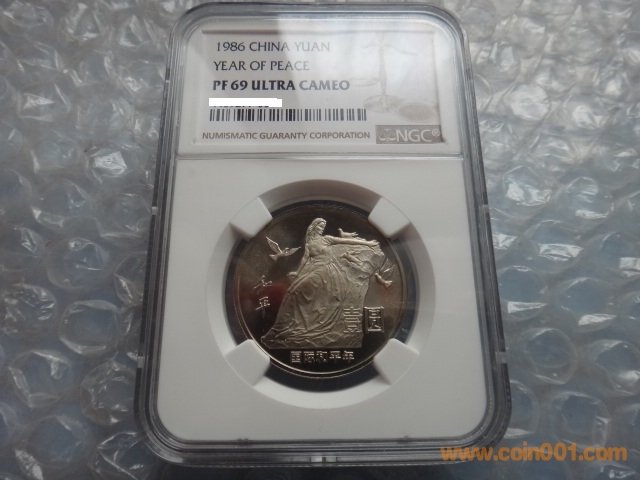 1986 CHINA YUAN
YEAR OF PEACE
PF 69 ULTRA CAMEO
NUMISMATIC GUARANTY CORPORATION
NGC®
和平
壹圆
国际和平年
www.coin001.com